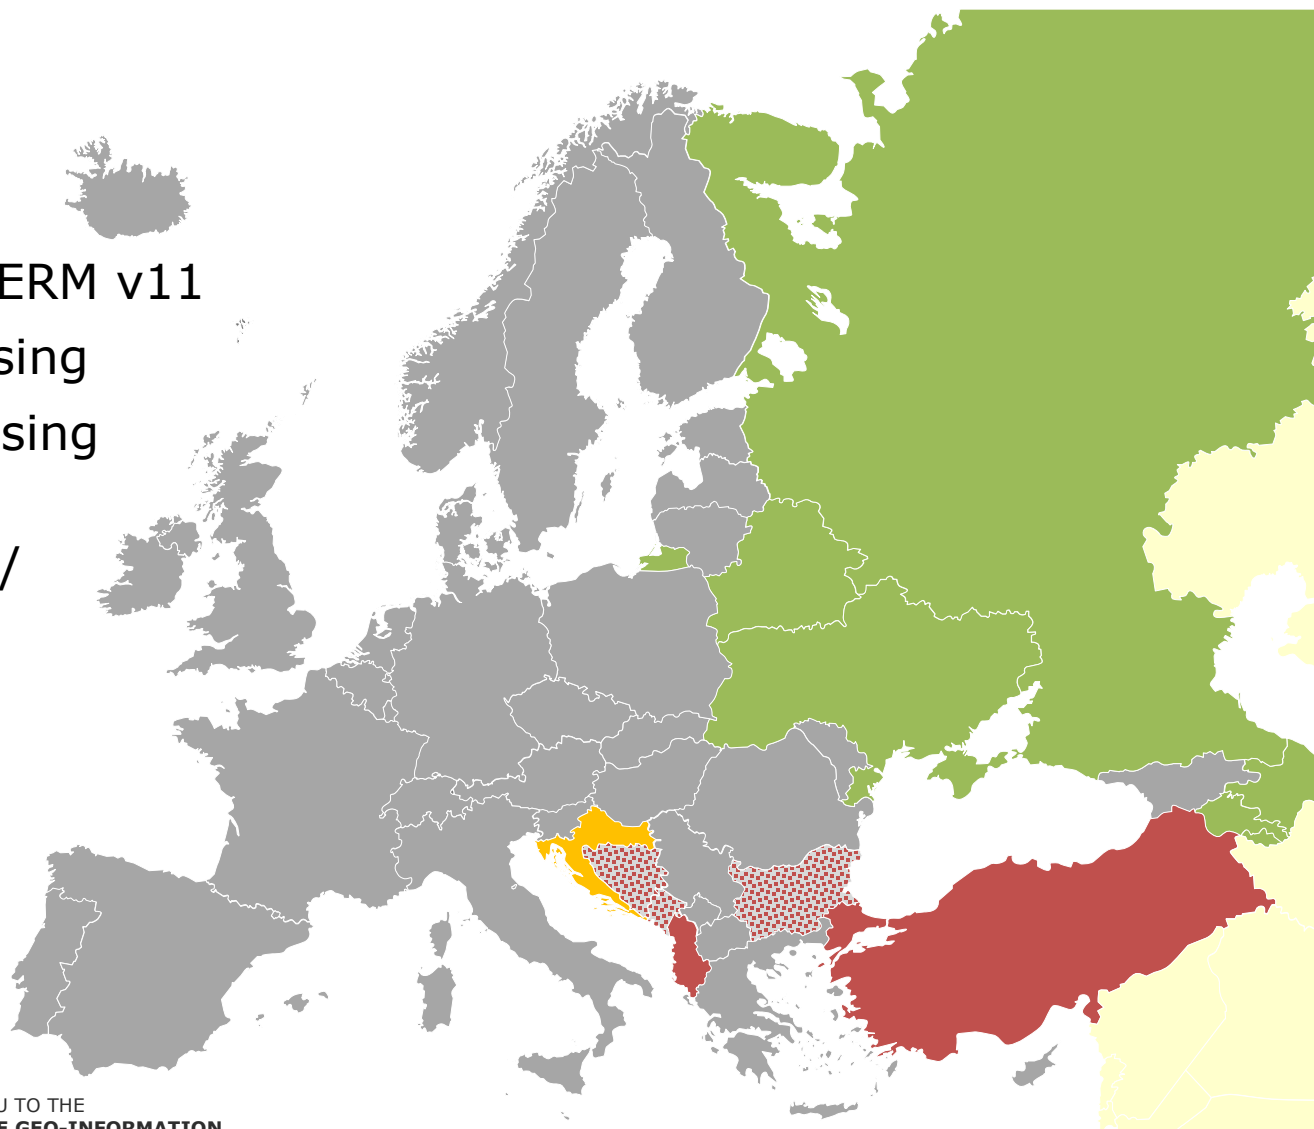 ERM v11
sing
sing
/
U TO THE
E GEO-INFORMATION